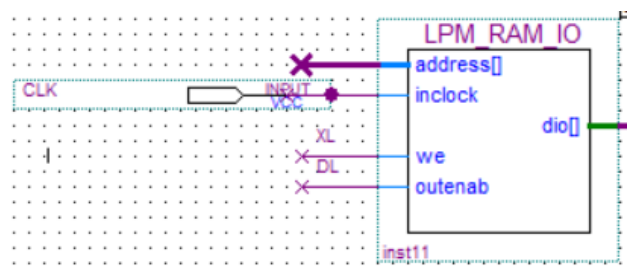 LPM_RAM_IO
address[]
CLK
INPUT
VCC
inclock
dio[]
XL
we
DL
outenab
inst11